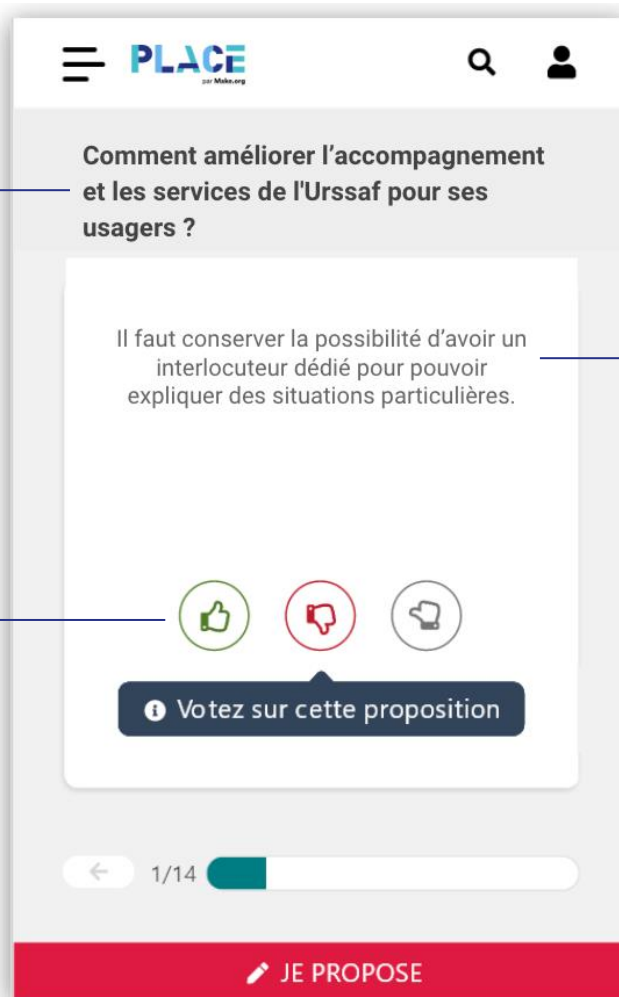 PLACE
par Make.org
Comment améliorer l’accompagnement
et les services de l'Urssaf pour ses
usagers ?
Il faut conserver la possibilité d’avoir un
interlocuteur dédié pour pouvoir
expliquer des situations particulières.
Votez sur cette proposition
1/14
JE PROPOSE